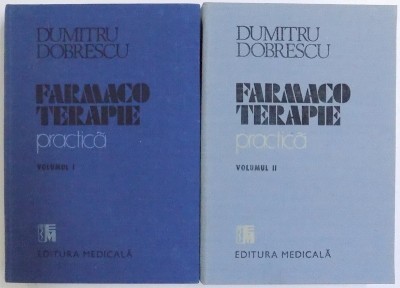 DUMITRU
DOBRESCU
FARMACO
TERAPIE
practică
VOLUMUL I
EDITURA MEDICALĂ
DUMITRU
DOBRESCU
FARMACO
TERAPIE
practică
VOLUMUL II
EDITURA MEDICALĂ